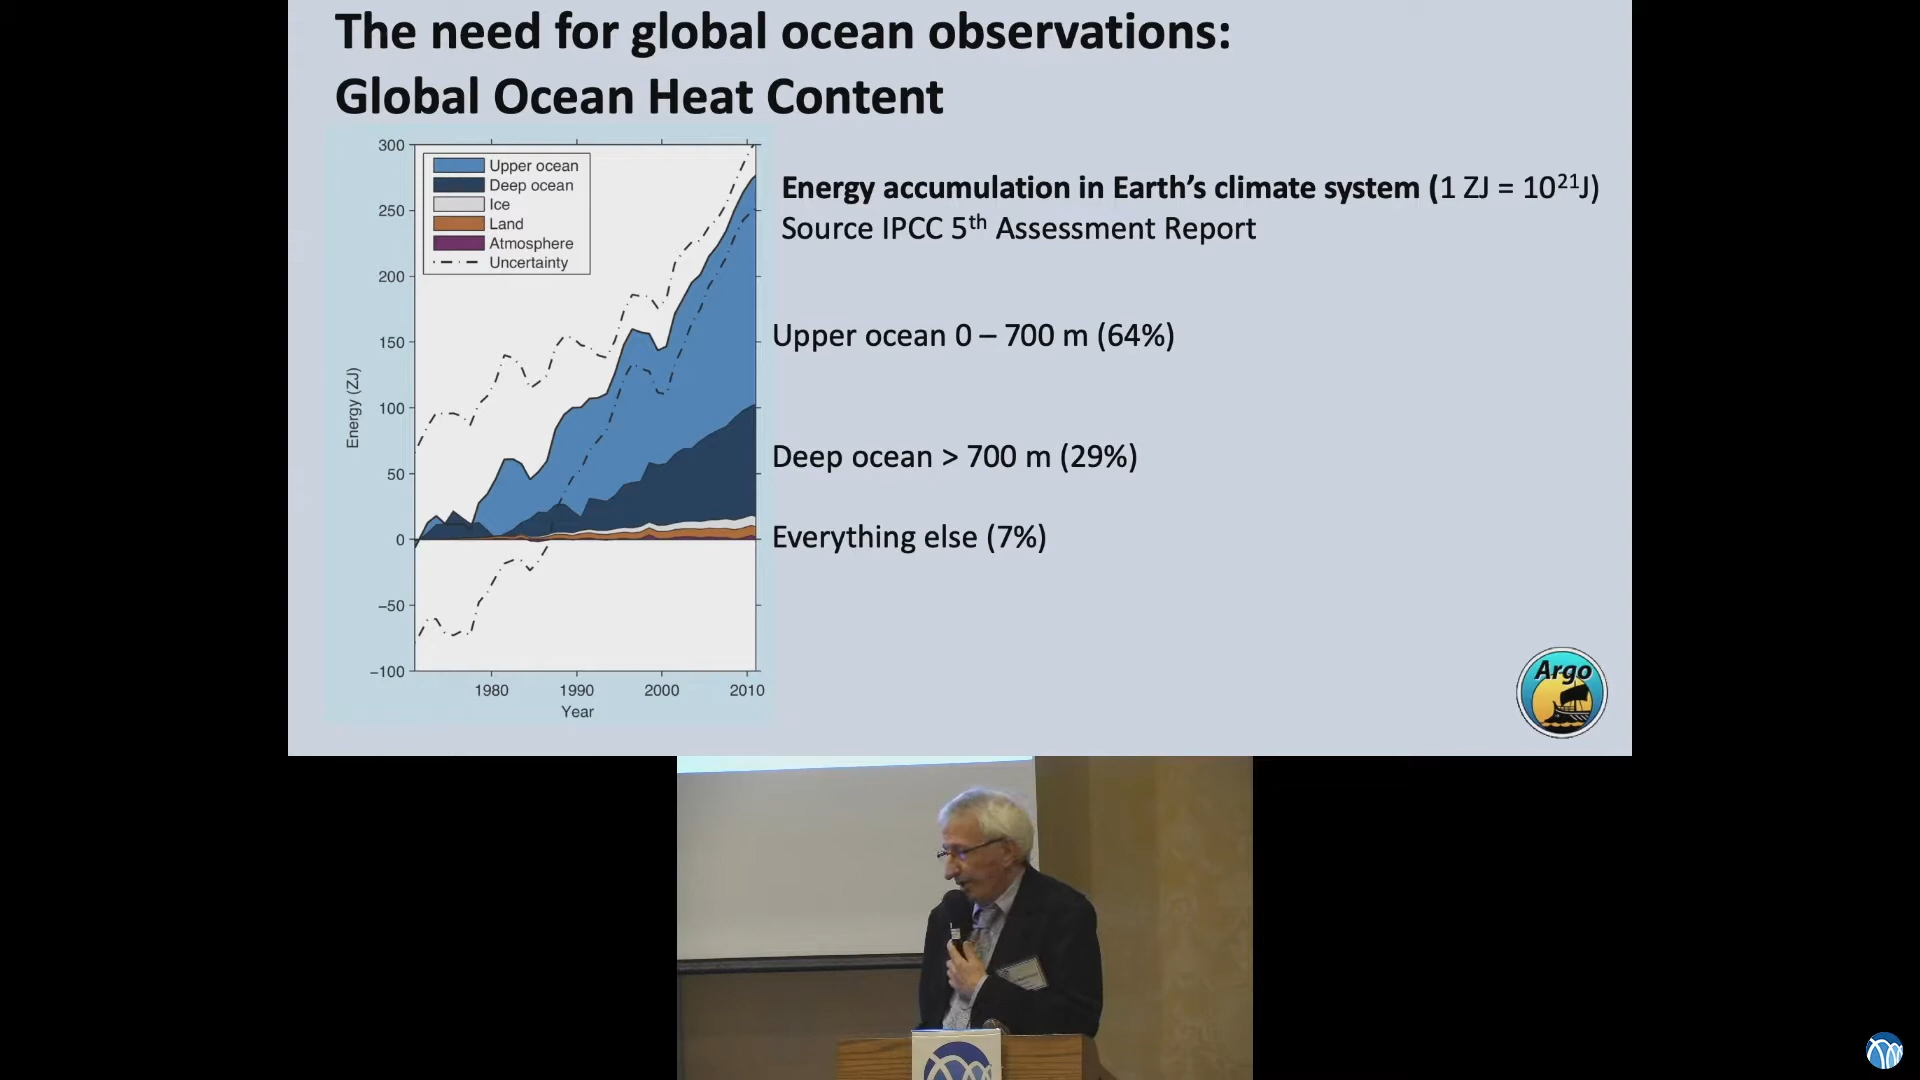 The need for global ocean observations:
Global Ocean Heat Content
300
250
200
150
100
50
0
−50
−100
Energy (ZJ)
Upper ocean
Deep ocean
Ice
Land
Atmosphere
Uncertainty
1980 1990 2000 2010
Year
Energy accumulation in Earth’s climate system (1 ZJ = 10²¹J)
Source IPCC 5ᵗʰ Assessment Report
Upper ocean 0 – 700 m (64%)
Deep ocean > 700 m (29%)
Everything else (7%)
Argo